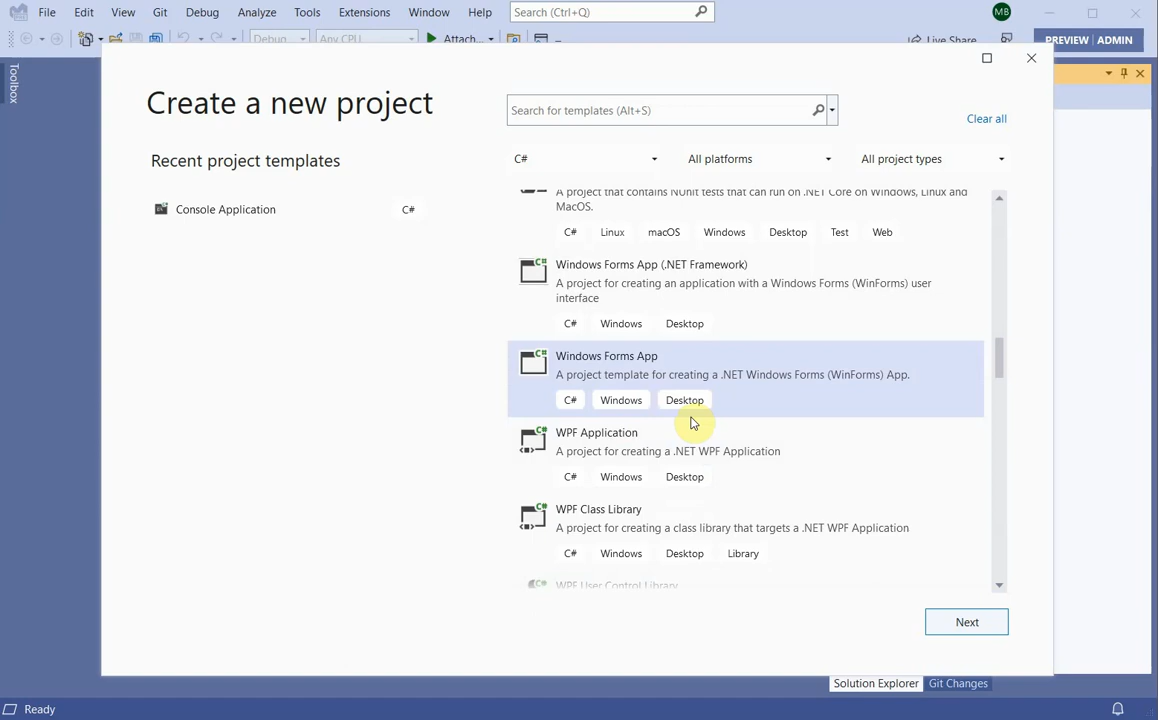 File Edit View Git Debug Analyze Tools Extensions Window Help Search (Ctrl+Q) MB
Debug Any CPU Attach... Live Share PREVIEW ADMIN
Toolbox
Create a new project
Search for templates (Alt+S)
Clear all
Recent project templates
C# All platforms All project types
Console Application C#
A project that contains NUnit tests that can run on .NET Core on Windows, Linux and
MacOS.
C# Linux macOS Windows Desktop Test Web
Windows Forms App (.NET Framework)
A project for creating an application with a Windows Forms (WinForms) user
interface
C# Windows Desktop
Windows Forms App
A project template for creating a .NET Windows Forms (WinForms) App.
C# Windows Desktop
WPF Application
A project for creating a .NET WPF Application
C# Windows Desktop
WPF Class Library
A project for creating a class library that targets a .NET WPF Application
C# Windows Desktop Library
WPF User Control Library
Next
Solution Explorer Git Changes
Ready